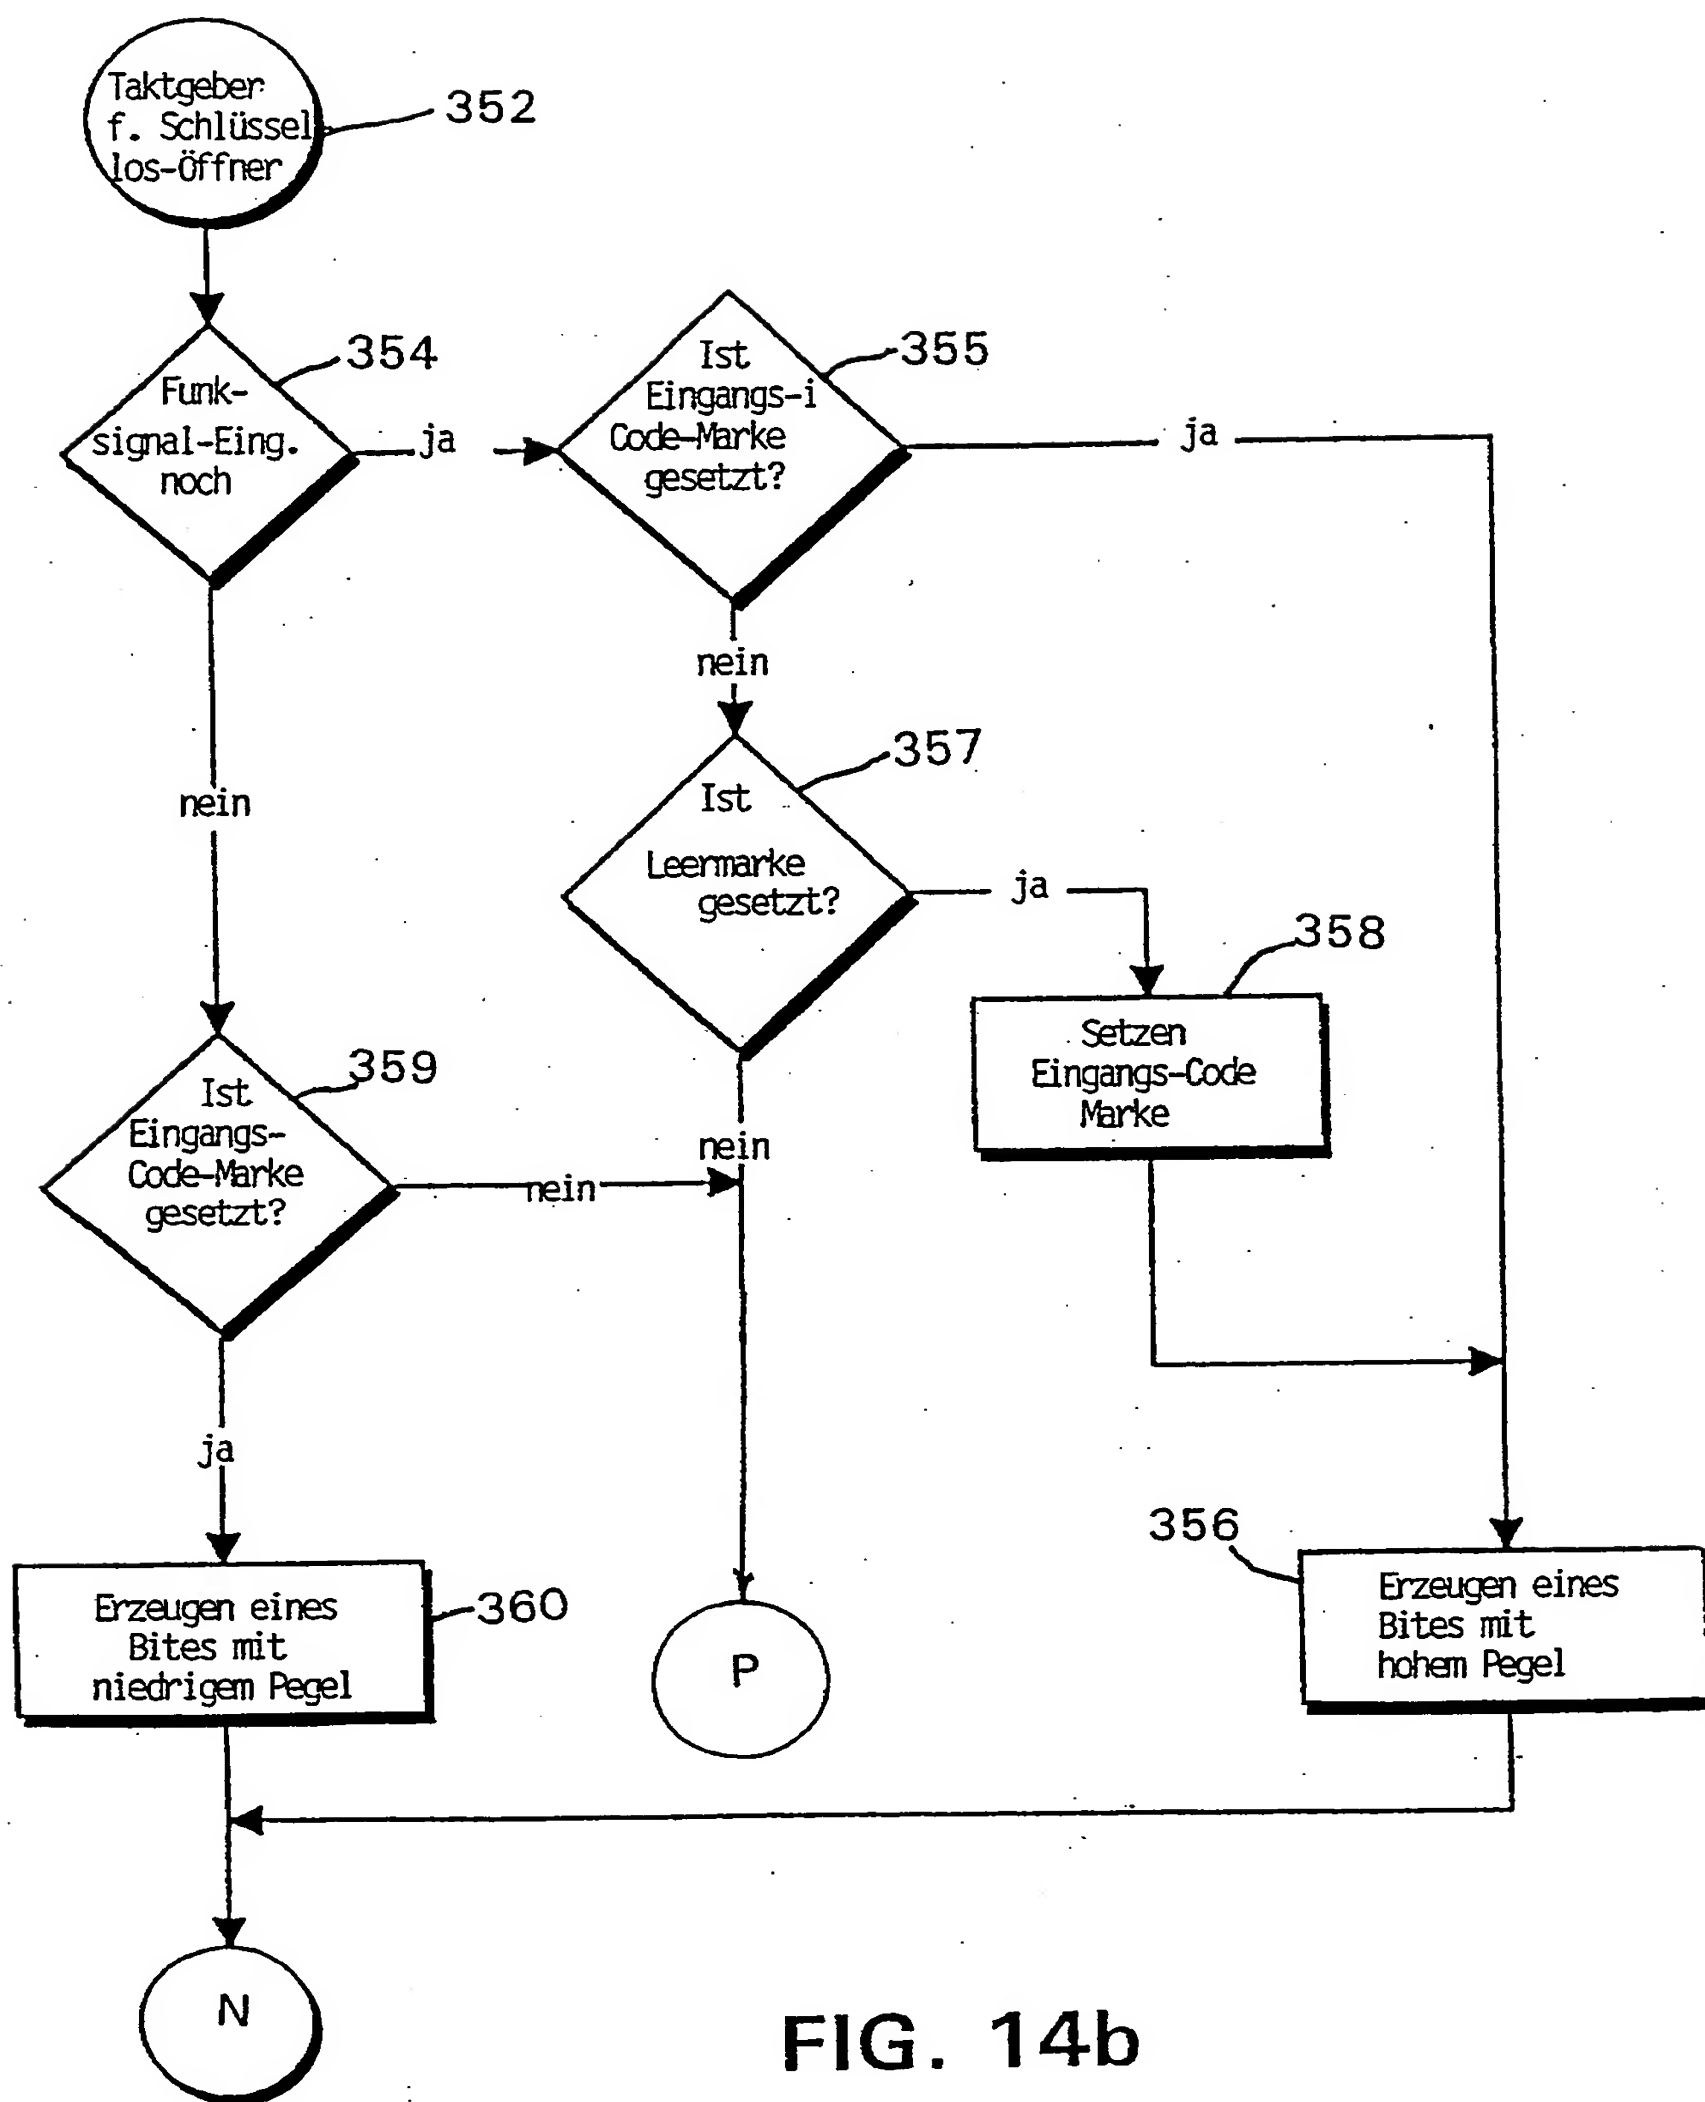 Taktgeber
f. Schlüssel
los-Öffner
352
354
Funk-
signal-Eing.
noch
ja
355
Ist
Eingangs-i
Code-Marke
gesetzt?
ja
nein
nein
357
Ist
Leermarke
gesetzt?
ja
358
Setzen
Eingangs-Code
Marke
359
Ist
Eingangs-
Code-Marke
gesetzt?
nein
nein
ja
360
Erzeugen eines
Bites mit
niedrigem Pegel
P
356
Erzeugen eines
Bites mit
hohem Pegel
N
FIG. 14b